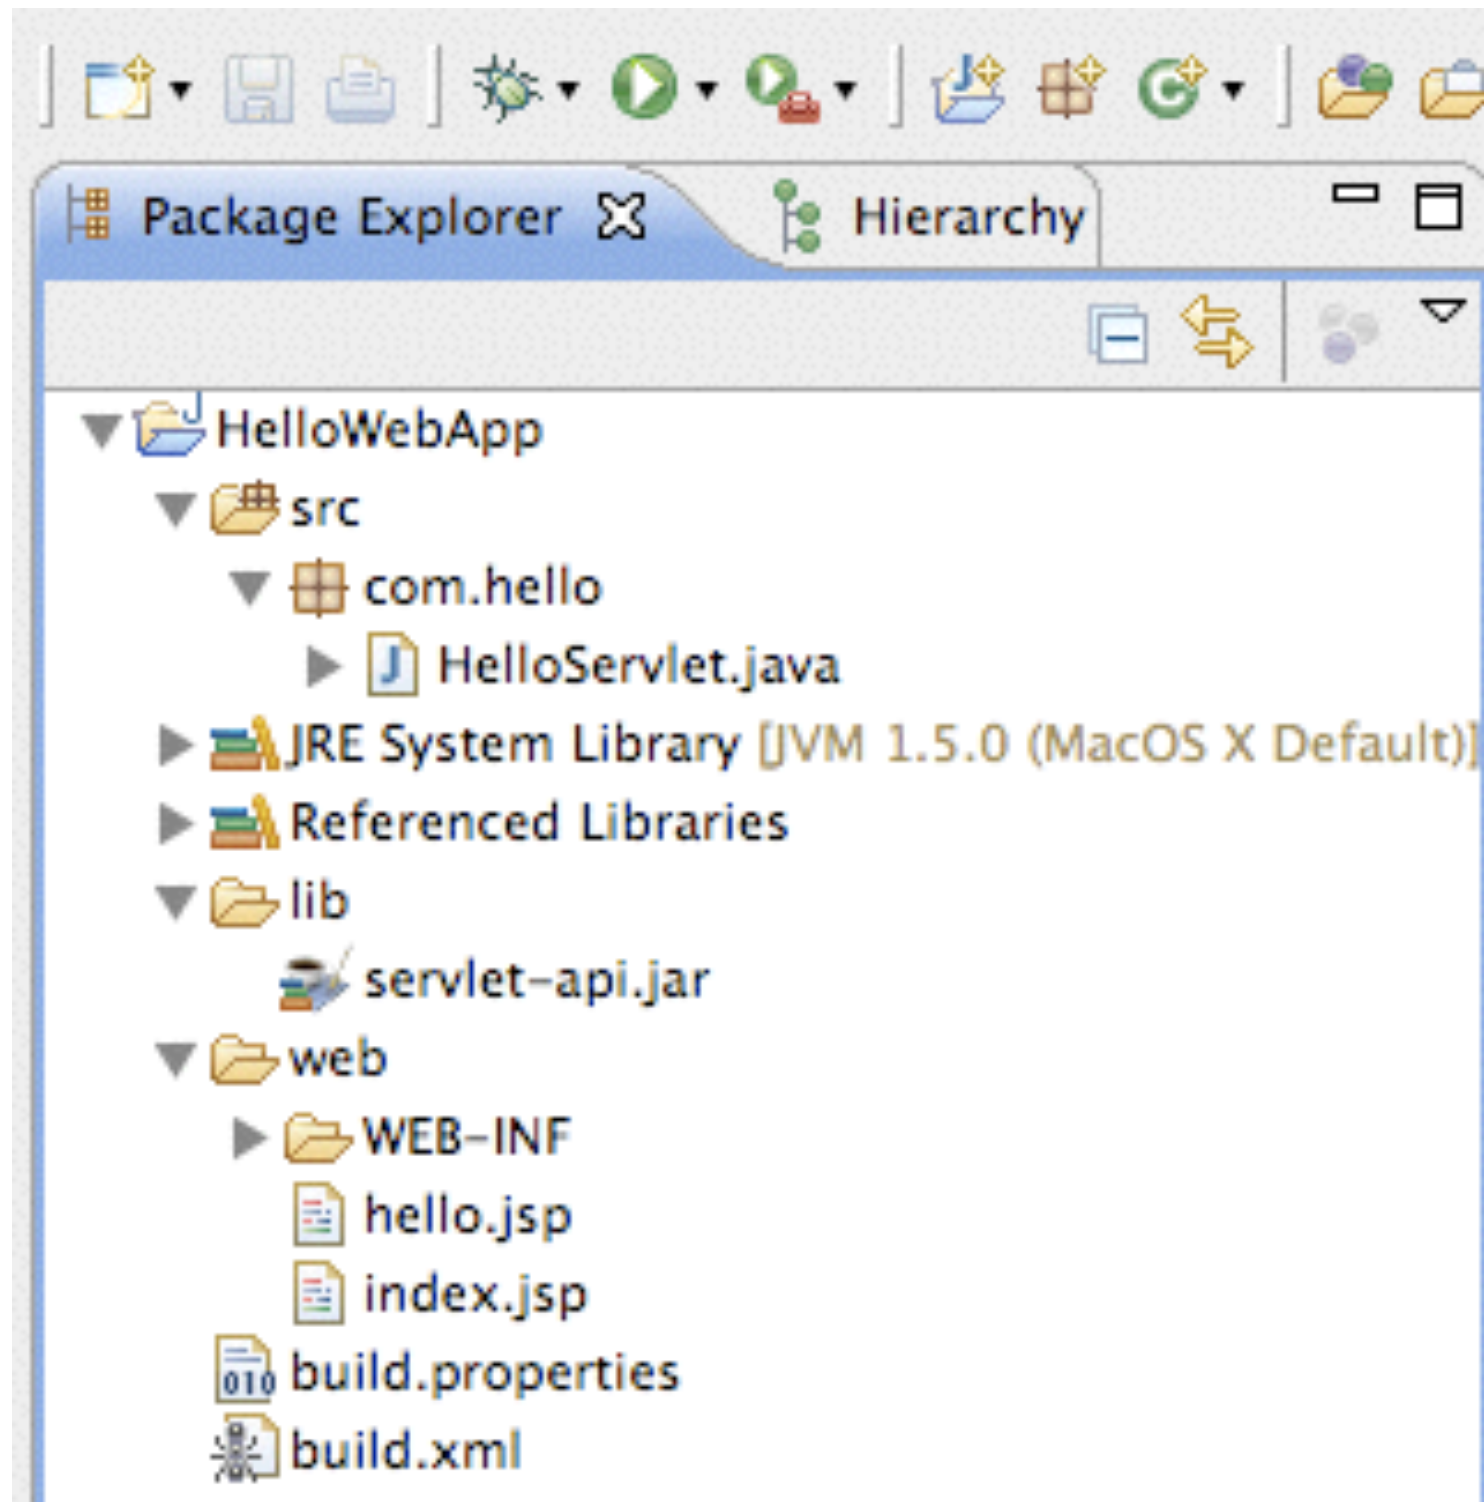 Package Explorer Hierarchy
HelloWebApp
src
com.hello
HelloServlet.java
JRE System Library [JVM 1.5.0 (MacOS X Default)]
Referenced Libraries
lib
servlet-api.jar
web
WEB-INF
hello.jsp
index.jsp
010 build.properties
build.xml